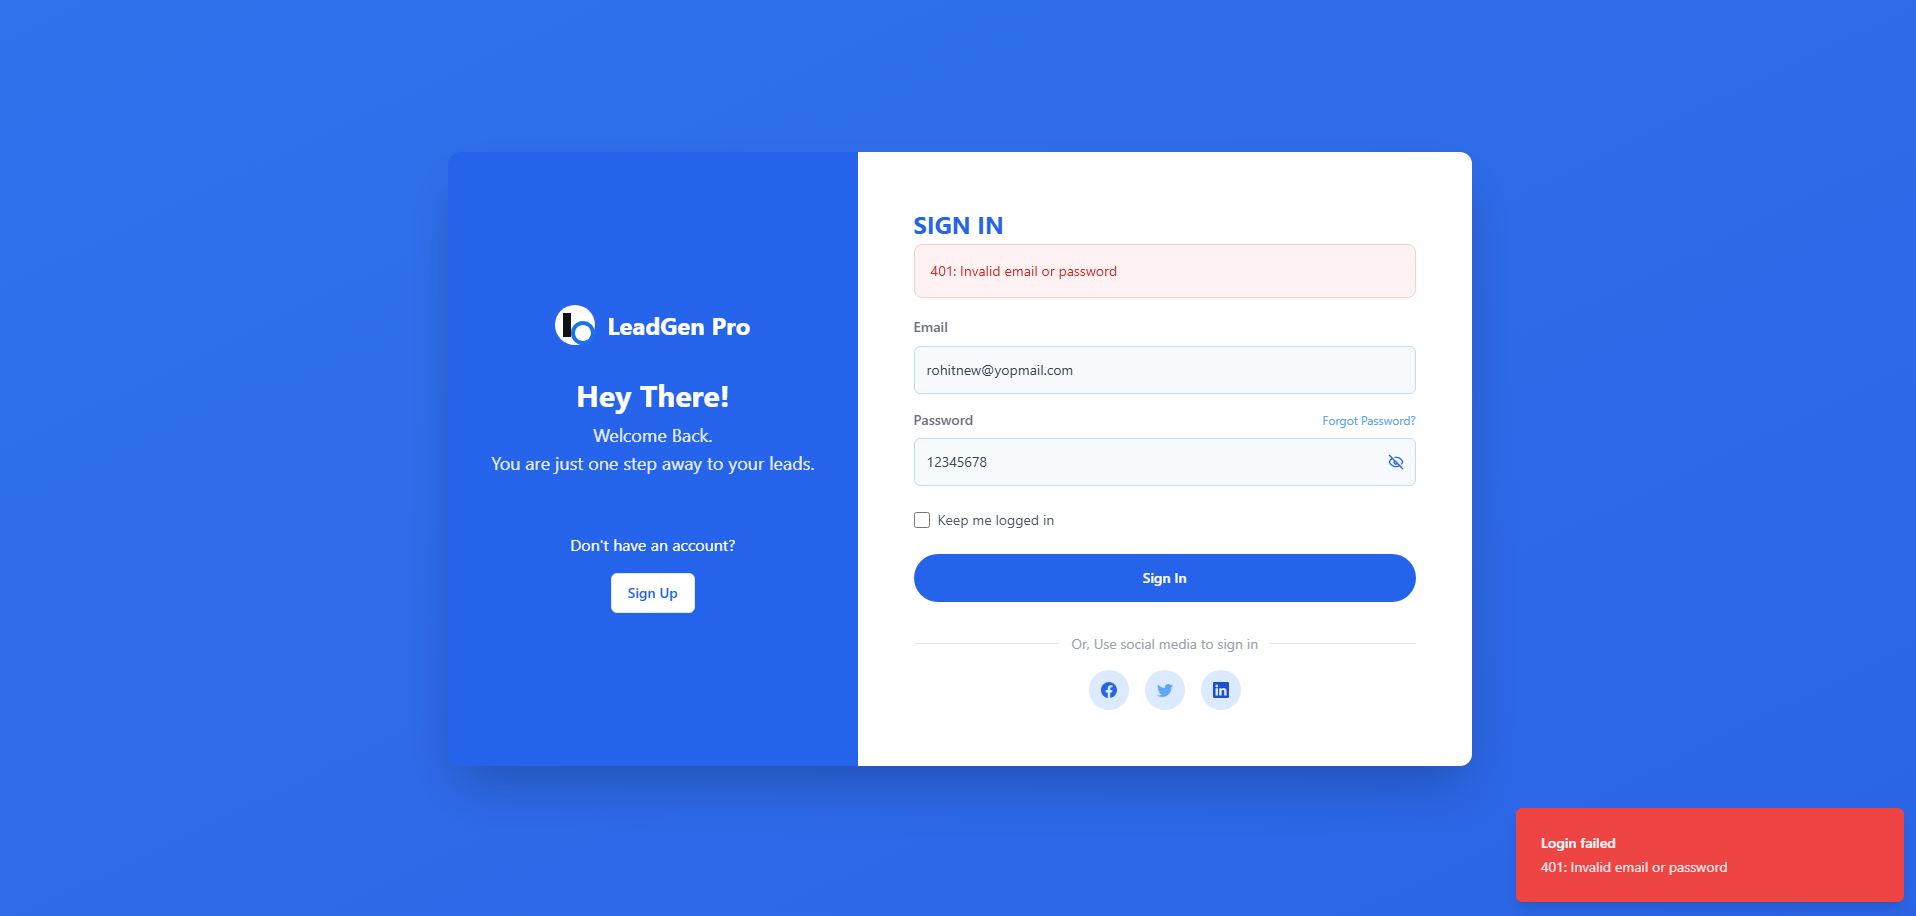 LeadGen Pro
Hey There!
Welcome Back.
You are just one step away to your leads.
Don't have an account?
Sign Up
SIGN IN
401: Invalid email or password
Email
rohitnew@yopmail.com
Password
Forgot Password?
12345678
Keep me logged in
Sign In
Or, Use social media to sign in
Login failed
401: Invalid email or password